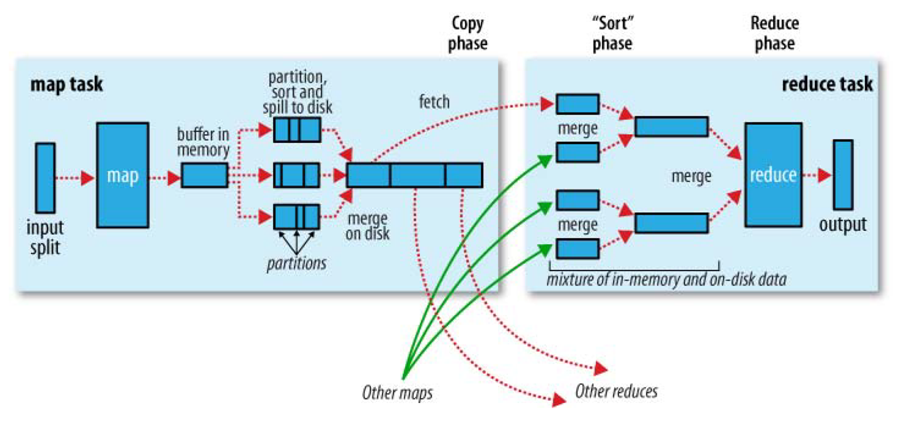 Copy
phase
“Sort”
phase
Reduce
phase
map task
partition,
sort and
spill to disk
fetch
reduce task
buffer in
memory
merge
map
merge
reduce
input
split
merge
on disk
merge
output
partitions
mixture of in-memory and on-disk data
Other maps
Other reduces